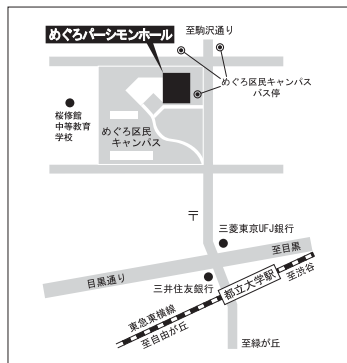 至駒沢通り
めぐろパーシモンホール
めぐろ区民キャンパス
バス停
桜修館
中等教育
学校
めぐろ区民
キャンパス
〒
三菱東京UFJ銀行
至目黒
目黒通り
三井住友銀行
都立大学駅
至渋谷
東急東横線
至自由が丘
至緑が丘